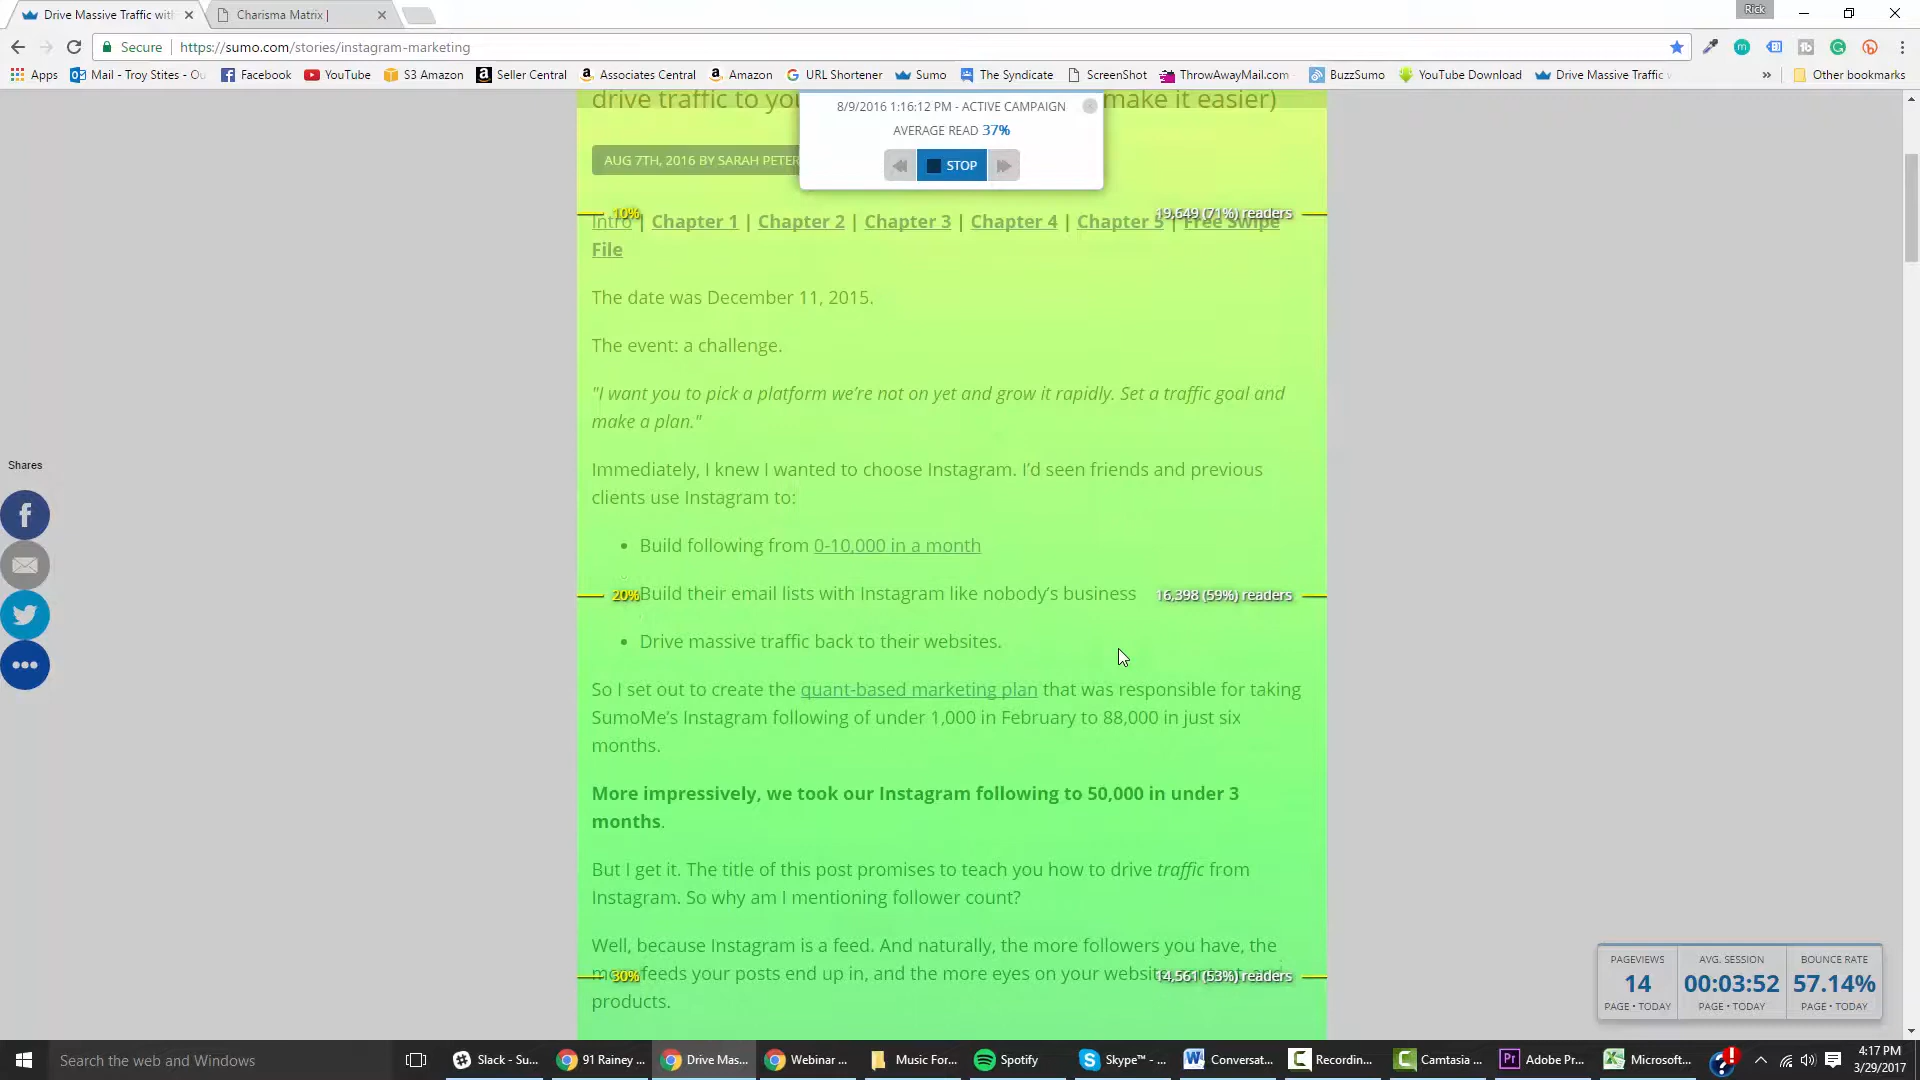 Drive Massive Traffic wit
Charisma Matrix |
Rick
Secure
https://sumo.com/stories/instagram-marketing
Apps
Mail - Troy Stites - Ou
Facebook
YouTube
S3 Amazon
Seller Central
Associates Central
Amazon
URL Shortener
Sumo
The Syndicate
ScreenShot
ThrowAwayMail.com
BuzzSumo
YouTube Download
Drive Massive Traffic
»
Other bookmarks
drive traffic to you make it easier)
8/9/2016 1:16:12 PM - ACTIVE CAMPAIGN
AVERAGE READ 37%
STOP
AUG 7TH, 2016 BY SARAH PETER
10%
19,649 (71%) readers
Intro | Chapter 1 | Chapter 2 | Chapter 3 | Chapter 4 | Chapter 5 | Free Swipe
File
The date was December 11, 2015.
The event: a challenge.
"I want you to pick a platform we’re not on yet and grow it rapidly. Set a traffic goal and
make a plan."
Immediately, I knew I wanted to choose Instagram. I’d seen friends and previous
clients use Instagram to:
• Build following from 0-10,000 in a month
20%
Build their email lists with Instagram like nobody’s business
16,398 (59%) readers
• Drive massive traffic back to their websites.
So I set out to create the quant-based marketing plan that was responsible for taking
SumoMe’s Instagram following of under 1,000 in February to 88,000 in just six
months.
More impressively, we took our Instagram following to 50,000 in under 3
months.
But I get it. The title of this post promises to teach you how to drive traffic from
Instagram. So why am I mentioning follower count?
Well, because Instagram is a feed. And naturally, the more followers you have, the
30%
feeds your posts end up in, and the more eyes on your
14,561 (53%) readers
products.
Shares
PAGEVIEWS
14
PAGE • TODAY
AVG. SESSION
00:03:52
PAGE • TODAY
BOUNCE RATE
57.14%
PAGE • TODAY
Search the web and Windows
Slack - Su...
91 Rainey ...
Drive Mas...
Webinar ...
Music For...
Spotify
Skype™ - ...
Conversat...
Recordin...
Camtasia ...
Adobe Pr...
Microsoft...
4:17 PM
3/29/2017